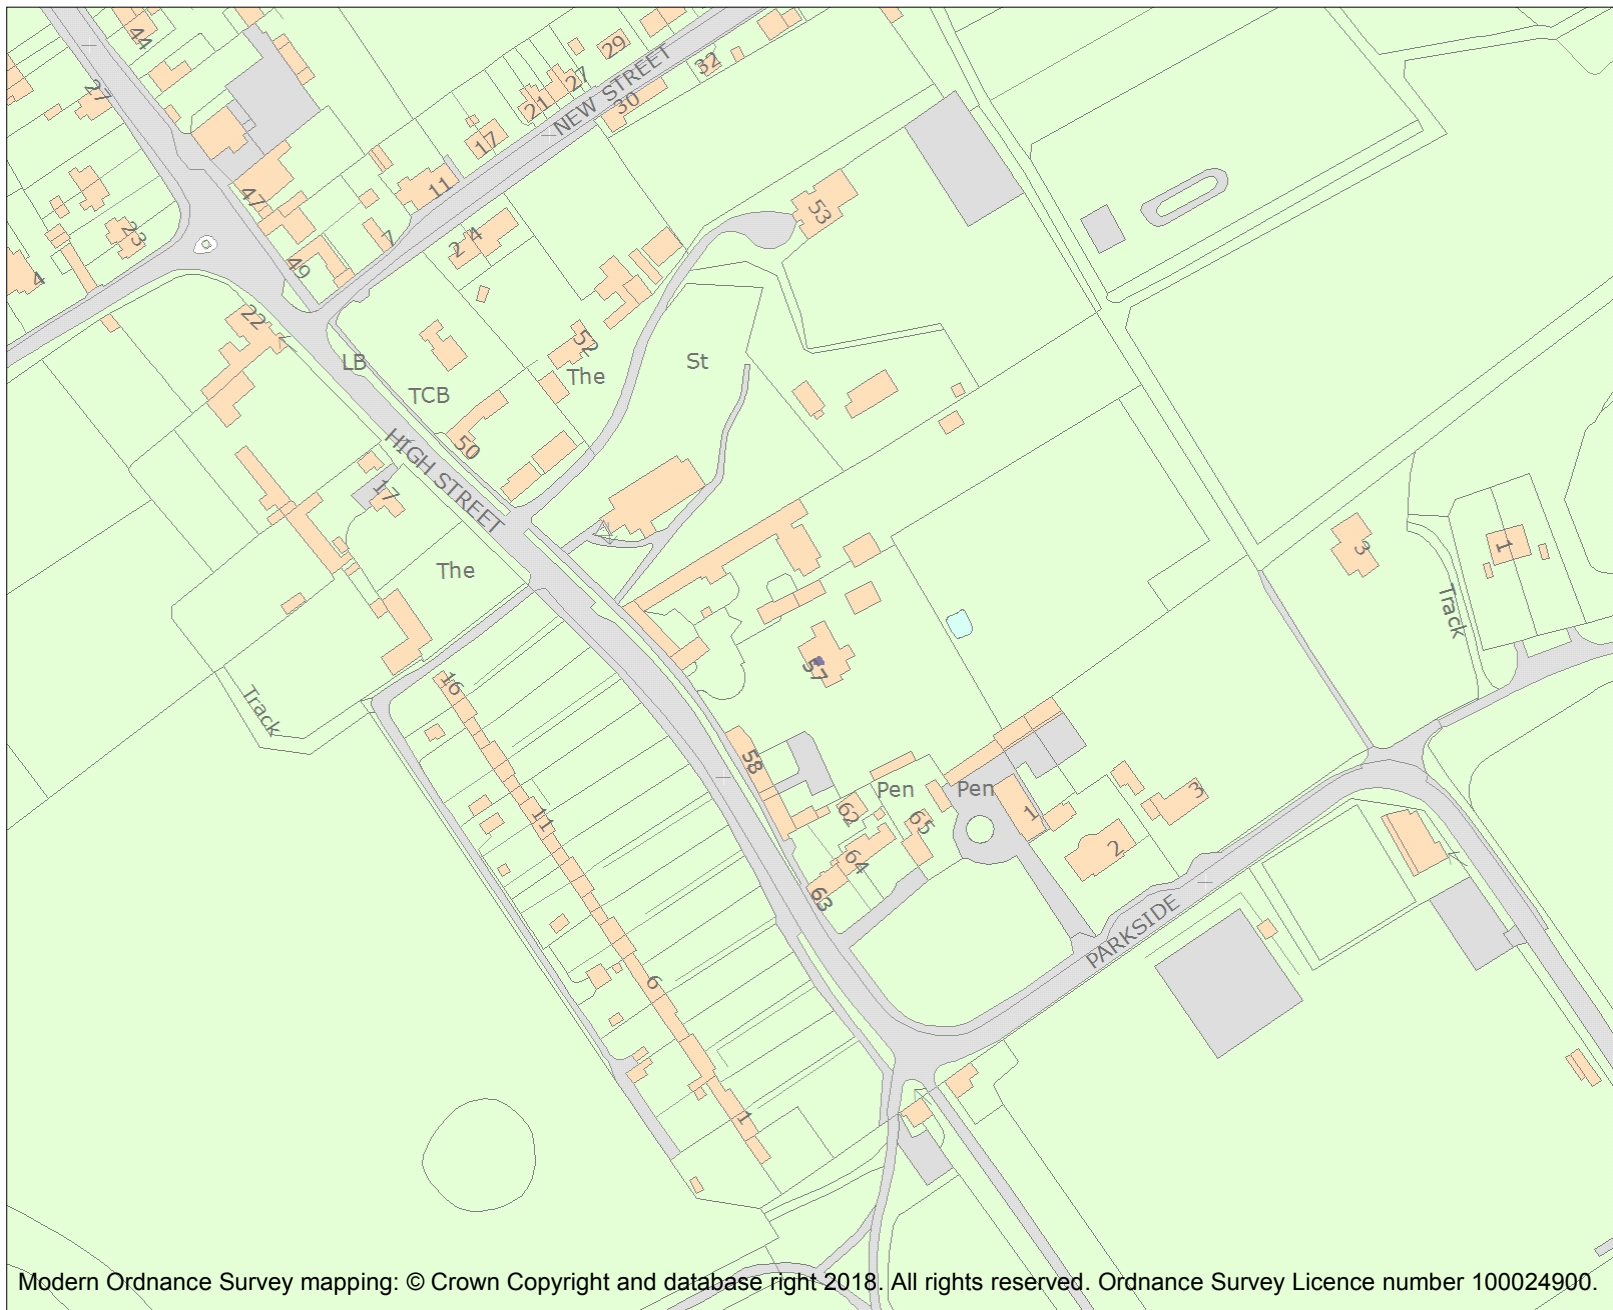 44
27
29
32
27
21
NEW STREET
30
17
11
47
53
23
7
2 4
49
4
22
52
LB
The
St
TCB
50
HIGH STREET
17
3
1
The
Track
57
16
Track
58
Pen
Pen
3
11
62
65
1
2
64
63
PARKSIDE
6
1
Modern Ordnance Survey mapping: © Crown Copyright and database right 2018. All rights reserved. Ordnance Survey Licence number 100024900.